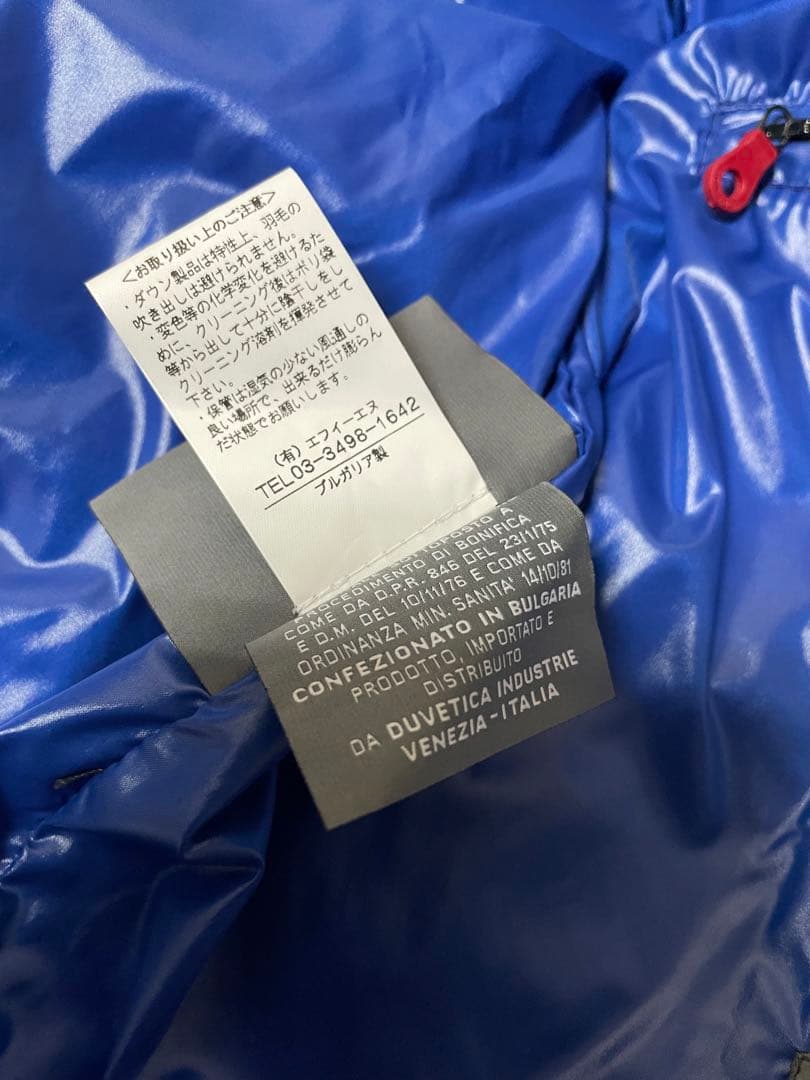 <お取り扱い上のご注意>
・ダウン製品は特性上、羽毛の
吹き出しは避けられません。
・変色等の化学変化を避けるた
めに、クリーニング後はポリ袋
等から出して十分に陰干しをし
クリーニング溶剤を揮発させて
下さい。
・保管は湿気の少ない風通しの
良い場所で、出来るだけ膨らん
だ状態でお願いします。
(有)エフイーエヌ
TEL03-3498-1642
ブルガリア製
PROCEDIMENTO DI BONIFICA
COME DA D.P.R. 846 DEL 23/1/75
E D.M. DEL 10/11/76 E COME DA
ORDINANZA MIN. SANITA' 14/10/81
CONFEZIONATO IN BULGARIA
PRODOTTO, IMPORTATO E
DISTRIBUITO
DA DUVETICA INDUSTRIE
VENEZIA-ITALIA